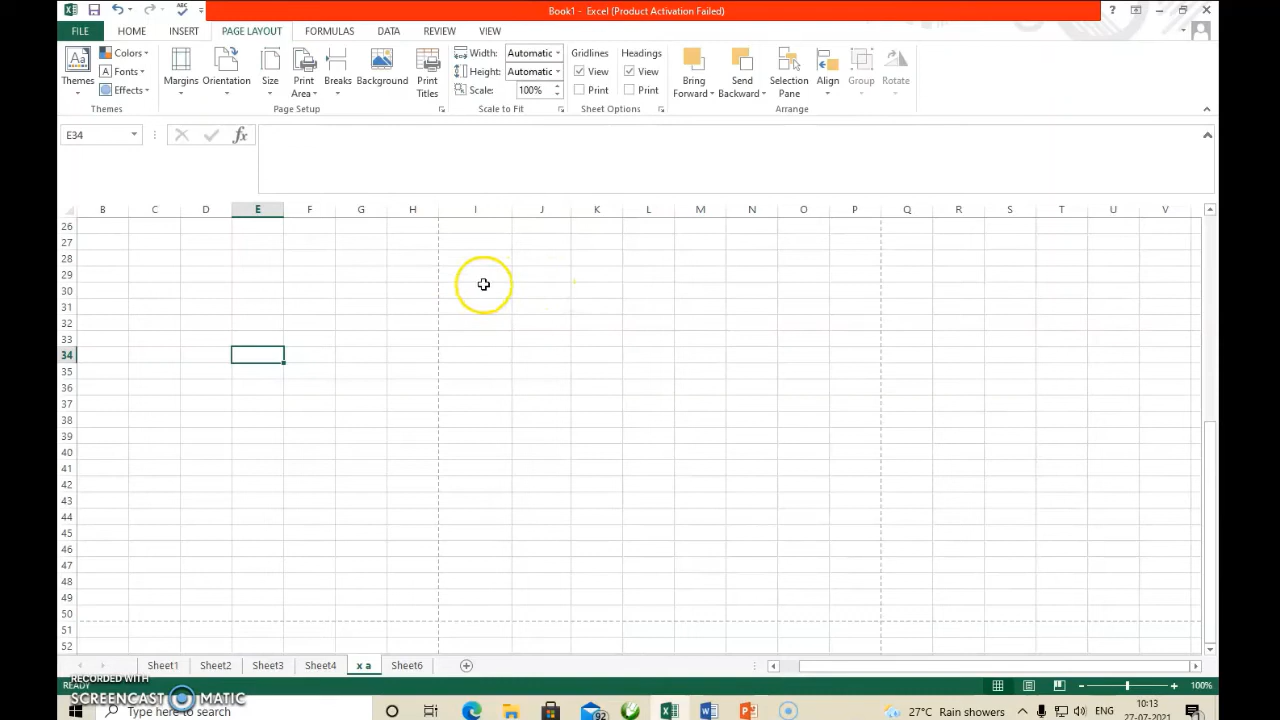 Book1 - Excel (Product Activation Failed)
FILE HOME INSERT PAGE LAYOUT FORMULAS DATA REVIEW VIEW
Colors Width: Automatic Gridlines Headings
Fonts Height: Automatic View View
Themes Margins Orientation Size Print Area Breaks Background Print Titles Bring Forward Send Backward Selection Pane Align Group Rotate
Effects Scale: 100% Print Print
Themes Page Setup Scale to Fit Sheet Options Arrange
E34 fx
B C D E F G H I J K L M N O P Q R S T U V
26
27
28
29
30
31
32
33
34
35
36
37
38
39
40
41
42
43
44
45
46
47
48
49
50
51
52
Sheet1 Sheet2 Sheet3 Sheet4 x a Sheet6
READY 100%
RECORDED WITH
SCREENCAST MATIC
Type here to search 92 27°C Rain showers ENG 10:13
27-07-2021